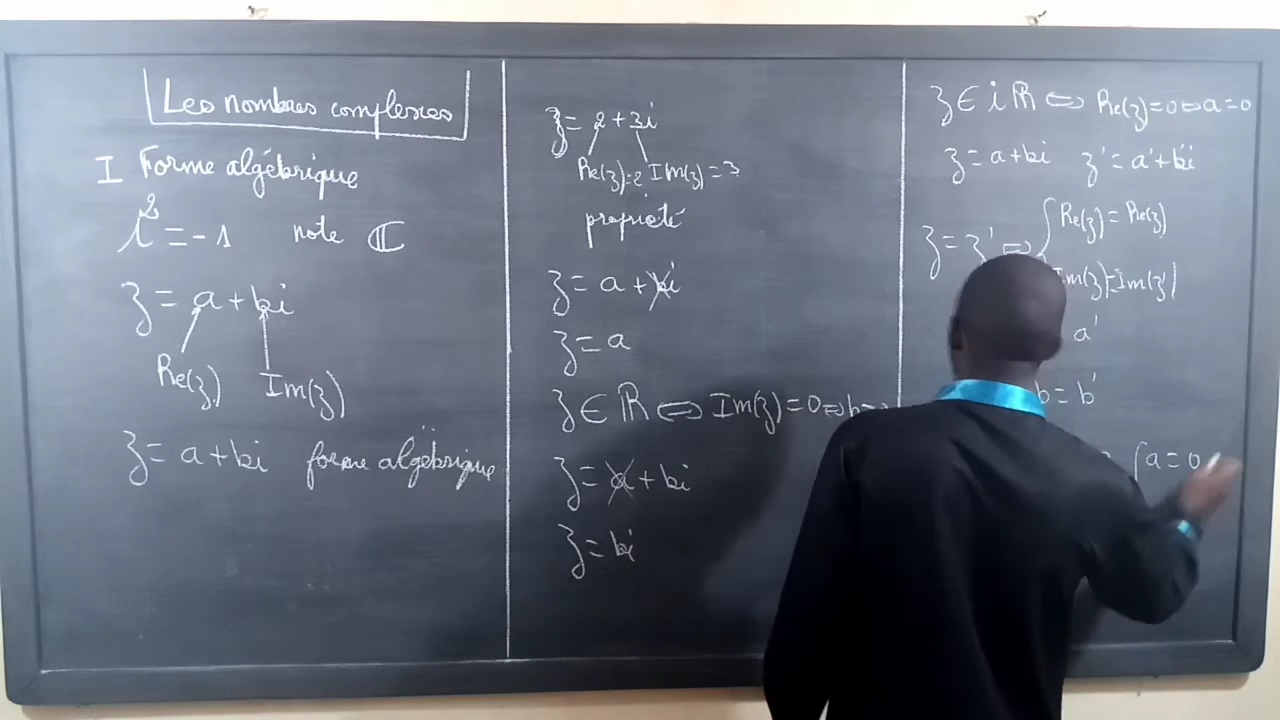 Les nombres complexes
I Forme algébrique
i² = -1 note ℂ
z = a + bi
Re(z) Im(z)
z = a + bi forme algébrique
z = 2 + 3i
Re(z)=2 Im(z)=3
propriété
z = a + bi
z = a
z ∈ ℝ ⇔ Im(z) = 0 ⇔ b =
z = a + bi
z = bi
z ∈ iℝ ⇔ Re(z)=0 ⇔ a=0
z = a+bi z' = a'+b'i
z = z' ⇔ { Re(z) = Re(z)
Im(z)=Im(z')
a'
b = b'
{ a = 0